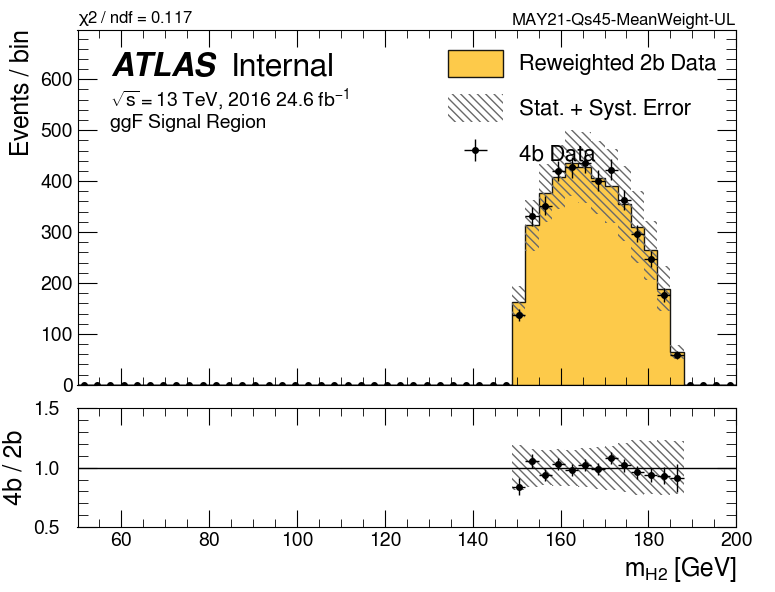 χ2 / ndf = 0.117
MAY21-Qs45-MeanWeight-UL
ATLAS Internal
√s = 13 TeV, 2016 24.6 fb−1
ggF Signal Region
Reweighted 2b Data
Stat. + Syst. Error
4b Data
Events / bin
600
500
400
300
200
100
0
4b / 2b
1.5
1.0
0.5
60 80 100 120 140 160 180 200
mH2 [GeV]